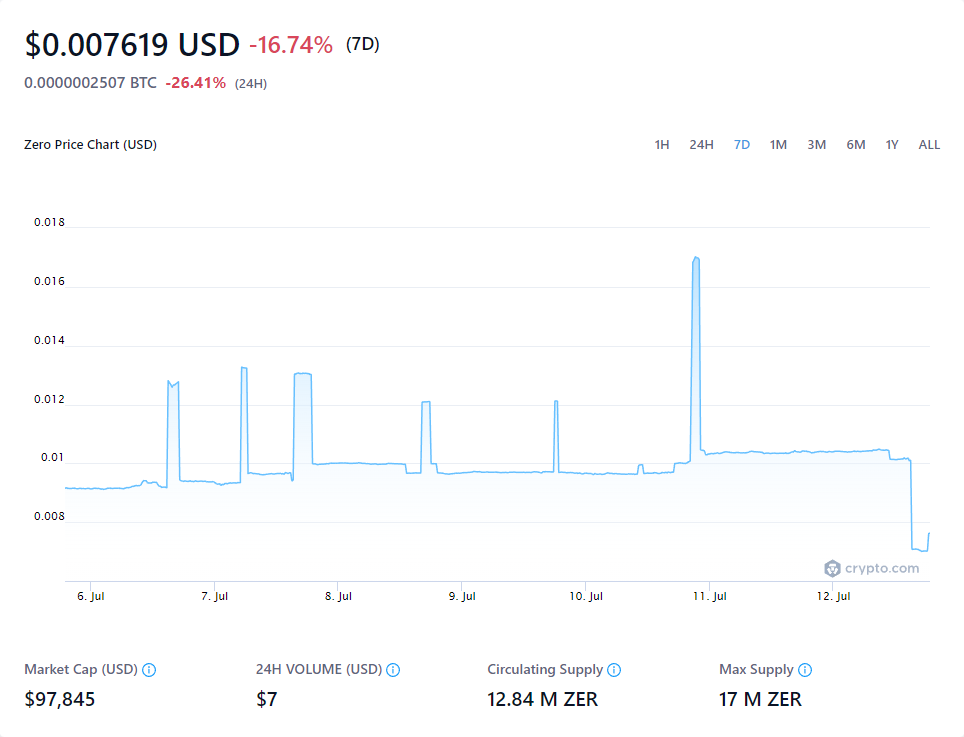 $0.007619 USD -16.74% (7D)
0.0000002507 BTC -26.41% (24H)
Zero Price Chart (USD) 1H 24H 7D 1M 3M 6M 1Y ALL
0.018
0.016
0.014
0.012
0.01
0.008
crypto.com
6. Jul 7. Jul 8. Jul 9. Jul 10. Jul 11. Jul 12. Jul
Market Cap (USD) 24H VOLUME (USD) Circulating Supply Max Supply
$97,845 $7 12.84 M ZER 17 M ZER